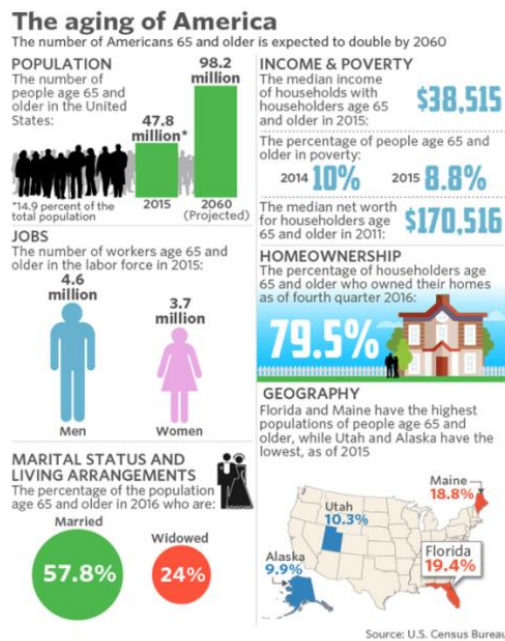 The aging of America
The number of Americans 65 and older is expected to double by 2060
POPULATION
The number of
people age 65 and
older in the United
States:
98.2
million
47.8
million*
*14.9 percent of the
total population
2015
2060
(Projected)
JOBS
The number of workers age 65 and
older in the labor force in 2015:
4.6
million
3.7
million
Men
Women
MARITAL STATUS AND
LIVING ARRANGEMENTS
The percentage of the population
age 65 and older in 2016 who are:
Married
57.8%
Widowed
24%
INCOME & POVERTY
The median income
of households with
householders age 65
and older in 2015:
$38,515
The percentage of people age 65 and
older in poverty:
2014 10% 2015 8.8%
The median net worth
for householders age
65 and older in 2011:
$170,516
HOMEOWNERSHIP
The percentage of householders age
65 and older who owned their homes
as of fourth quarter 2016:
79.5%
GEOGRAPHY
Florida and Maine have the highest
populations of people age 65 and
older, while Utah and Alaska have the
lowest, as of 2015
Maine
18.8%
Utah
10.3%
Alaska
9.9%
Florida
19.4%
Source: U.S. Census Bureau